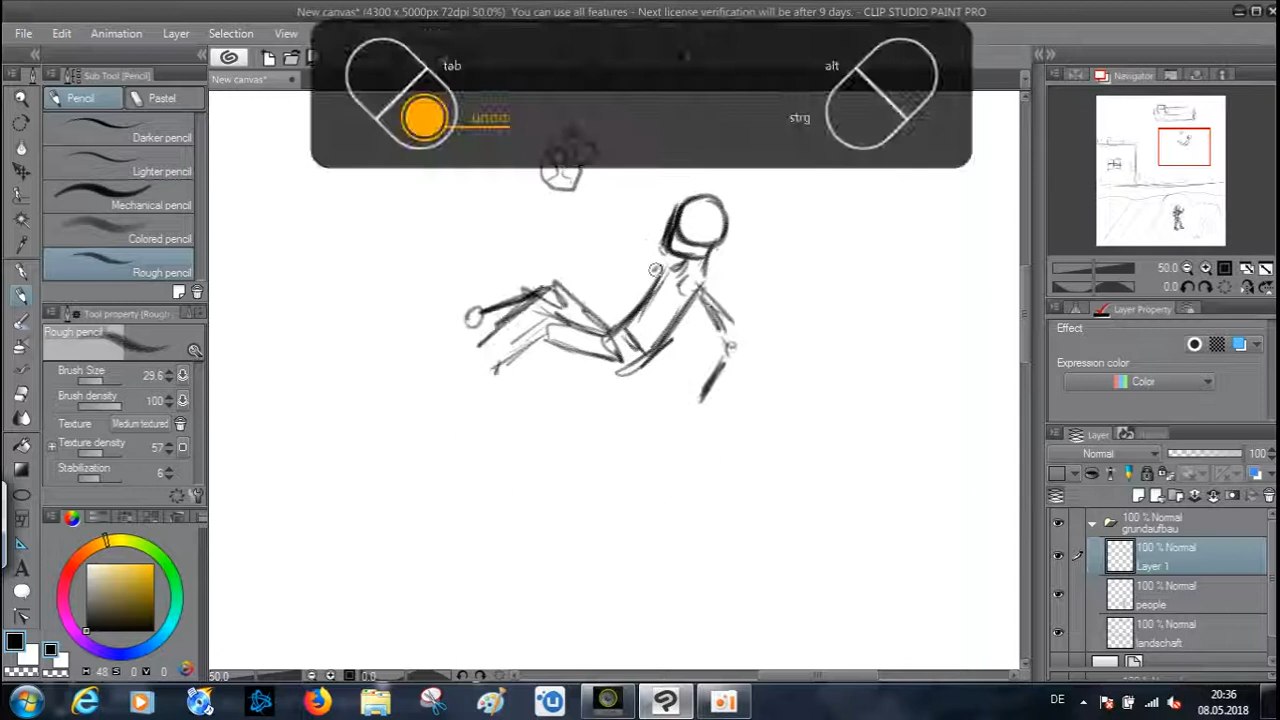 New canvas* (4300 x 5000px 72dpi 50.0%) You can use all features - Next license verification will be after 9 days. - CLIP STUDIO PAINT PRO
File Edit Animation Layer Selection View
tab
undo
alt
strg
Sub Tool [Pencil]
Pencil Pastel
Darker pencil
Lighter pencil
Mechanical pencil
Colored pencil
Rough pencil
Tool property [Rough
Rough pencil
Brush Size 29.6
Brush density 100
Texture Medium textured
Texture density 57
Stabilization 6
H 48 S 0 V 0
New canvas*
50.0 0.0
Navigator
50.0
0.0
Layer Property
Effect
Expression color
Color
Layer
Normal 100
100 % Normal
grundaufbau
100 % Normal
Layer 1
100 % Normal
people
100 % Normal
landschaft
DE
20:36
08.05.2018